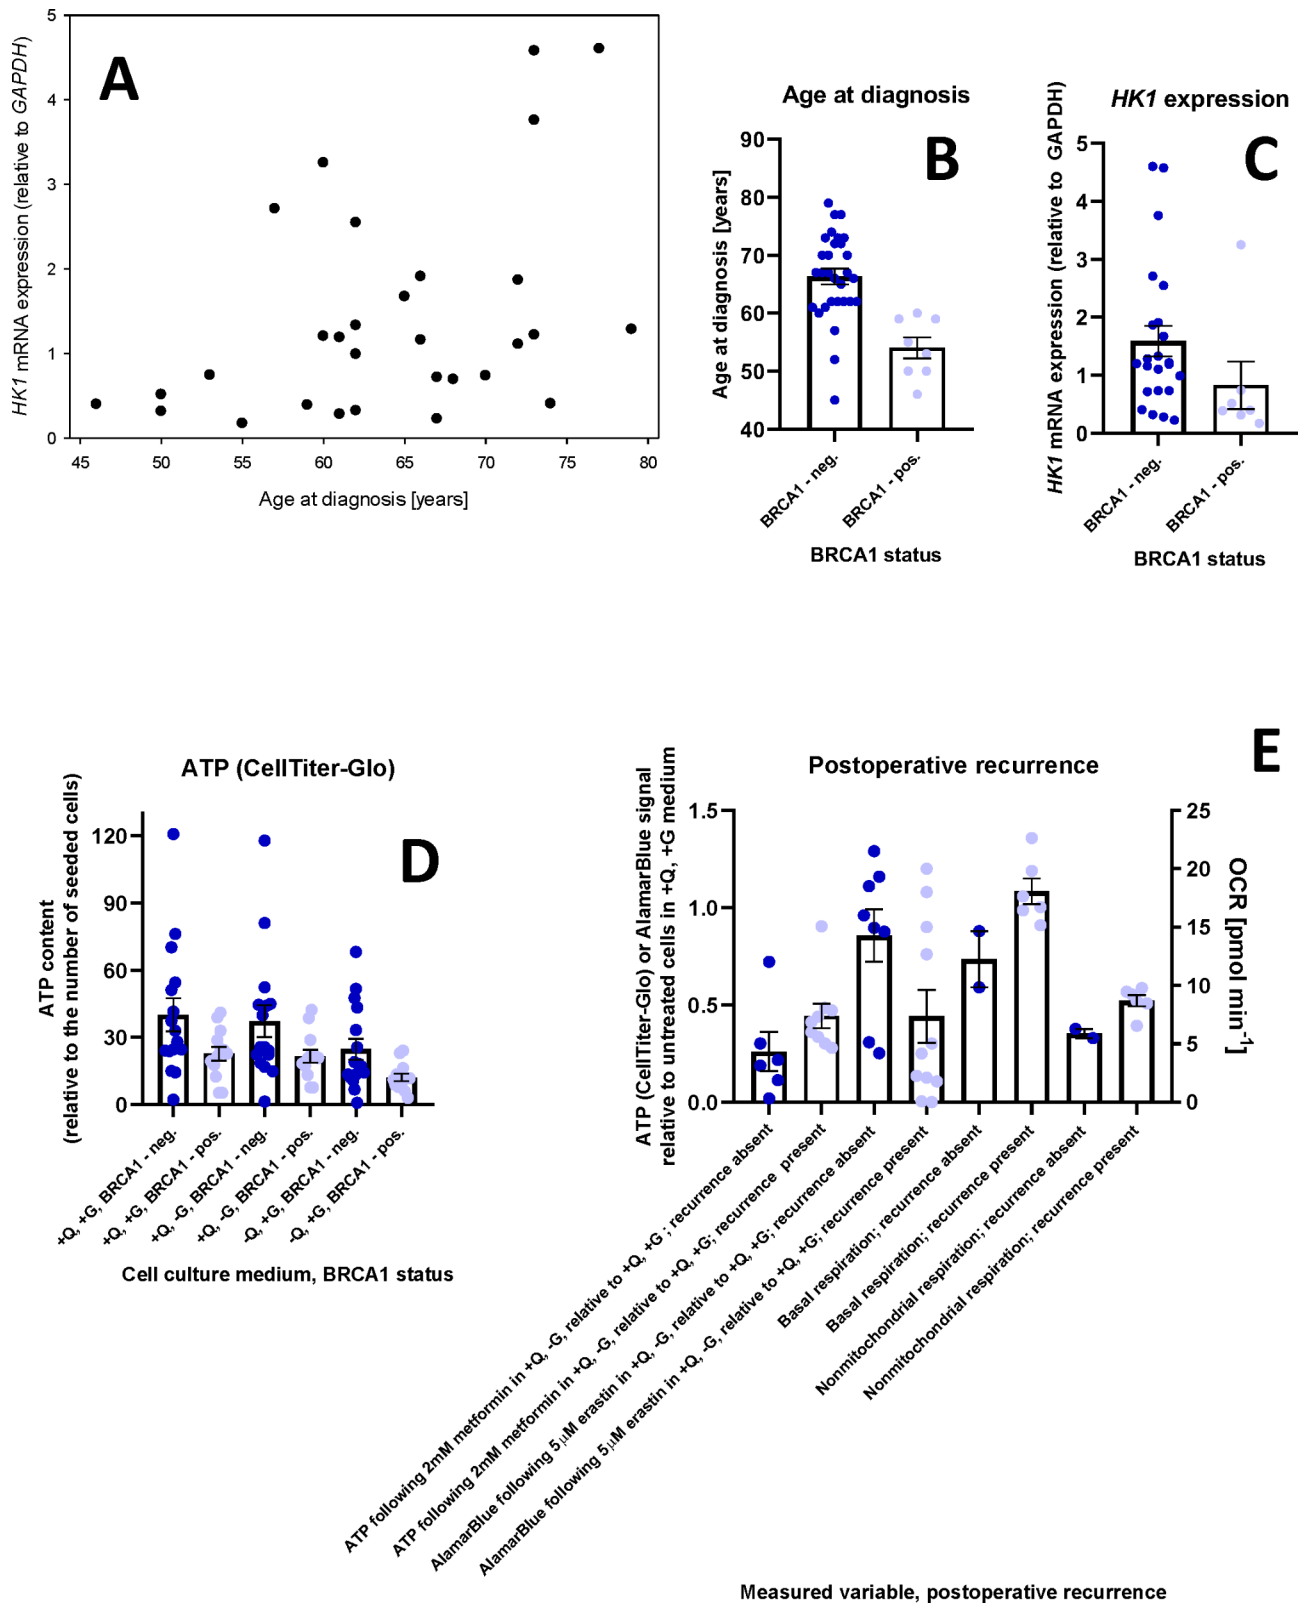 A
HK1 mRNA expression (relative to GAPDH)
5
4
3
2
1
0
45 50 55 60 65 70 75 80
Age at diagnosis [years]
Age at diagnosis
B
Age at diagnosis [years]
90
80
70
60
50
40
BRCA1 - neg.
BRCA1 - pos.
BRCA1 status
HK1 expression
C
HK1 mRNA expression (relative to GAPDH)
5
4
3
2
1
0
BRCA1 - neg.
BRCA1 - pos.
BRCA1 status
ATP (CellTiter-Glo)
D
ATP content
(relative to the number of seeded cells)
120
90
60
30
0
+Q, +G, BRCA1 - neg.
+Q, +G, BRCA1 - pos.
+Q, -G, BRCA1 - neg.
+Q, -G, BRCA1 - pos.
-Q, +G, BRCA1 - neg.
-Q, +G, BRCA1 - pos.
Cell culture medium, BRCA1 status
E
Postoperative recurrence
ATP (CellTiter-Glo) or AlamarBlue signal
relative to untreated cells in +Q, +G medium
1.5
1.0
0.5
0.0
25
20
15
10
5
0
OCR [pmol min⁻¹]
ATP following 2mM metformin in +Q, -G, relative to +Q, +G ; recurrence absent
ATP following 2mM metformin in +Q, -G, relative to +Q, +G; recurrence present
AlamarBlue following 5μM erastin in +Q, -G, relative to +Q, +G; recurrence absent
AlamarBlue following 5μM erastin in +Q, -G, relative to +Q, +G; recurrence present
Basal respiration; recurrence absent
Basal respiration; recurrence present
Nonmitochondrial respiration; recurrence absent
Nonmitochondrial respiration; recurrence present
Measured variable, postoperative recurrence